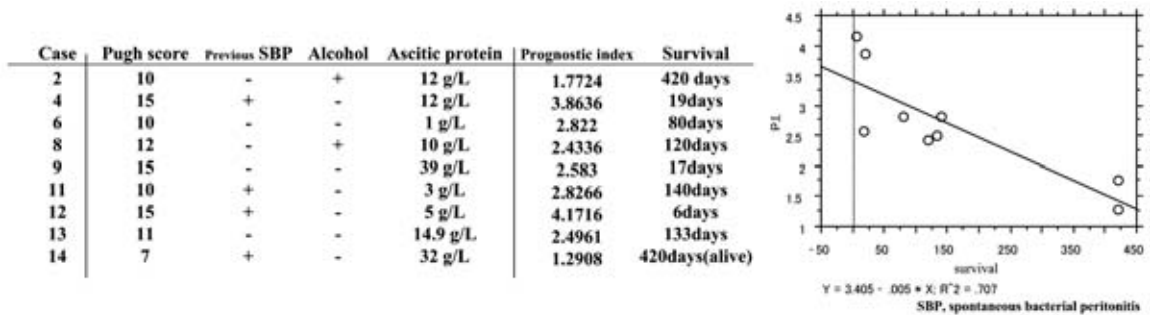 Case Pugh score Previous SBP Alcohol Ascitic protein Prognostic index Survival
2 10 - + 12 g/L 1.7724 420 days
4 15 + - 12 g/L 3.8636 19days
6 10 - - 1 g/L 2.822 80days
8 12 - + 10 g/L 2.4336 120days
9 15 - - 39 g/L 2.583 17days
11 10 + - 3 g/L 2.8266 140days
12 15 + - 5 g/L 4.1716 6days
13 11 - - 14.9 g/L 2.4961 133days
14 7 + - 32 g/L 1.2908 420days(alive)
4.5
4
3.5
3
2.5
2
1.5
1
P.I.
-50 50 150 250 350 450
survival
Y = 3.405 - .005 * X; R^2 = .707
SBP, spontaneous bacterial peritonitis